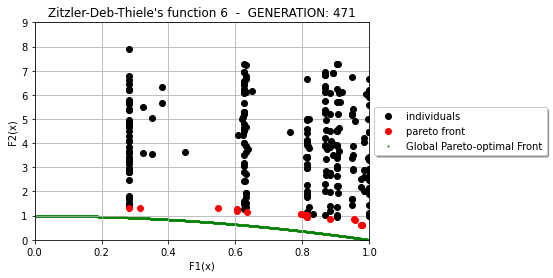 Zitzler-Deb-Thiele's function 6 - GENERATION: 471
9
8
7
6
5
4
3
2
1
0
F2(x)
0.0 0.2 0.4 0.6 0.8 1.0
F1(x)
individuals
pareto front
Global Pareto-optimal Front